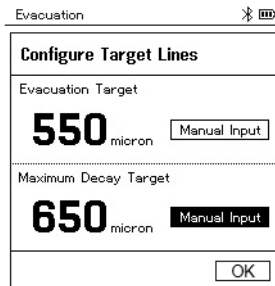 Evacuation
Configure Target Lines
Evacuation Target
550 micron Manual Input
Maximum Decay Target
650 micron Manual Input
OK